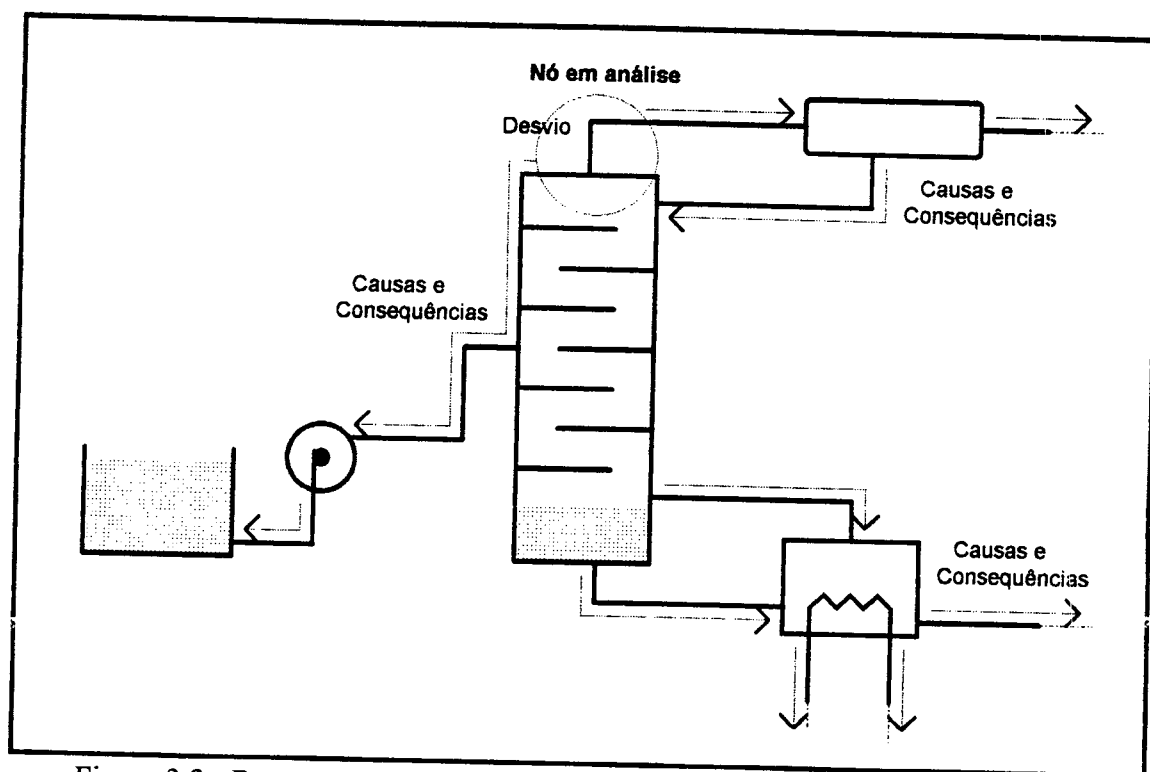 Nó em análise
Desvio
Causas e
Consequências
Causas e
Consequências
Causas e
Consequências